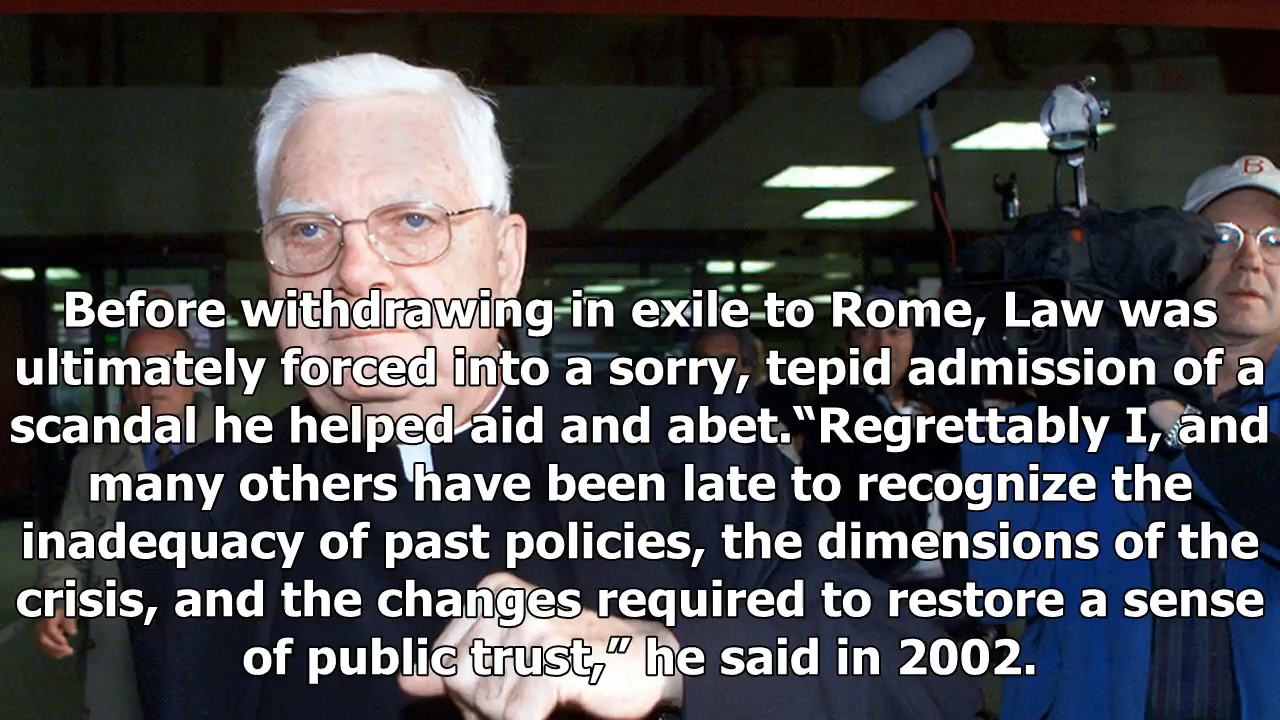 B
Before withdrawing in exile to Rome, Law was
ultimately forced into a sorry, tepid admission of a
scandal he helped aid and abet.“Regrettably I, and
many others have been late to recognize the
inadequacy of past policies, the dimensions of the
crisis, and the changes required to restore a sense
of public trust,” he said in 2002.